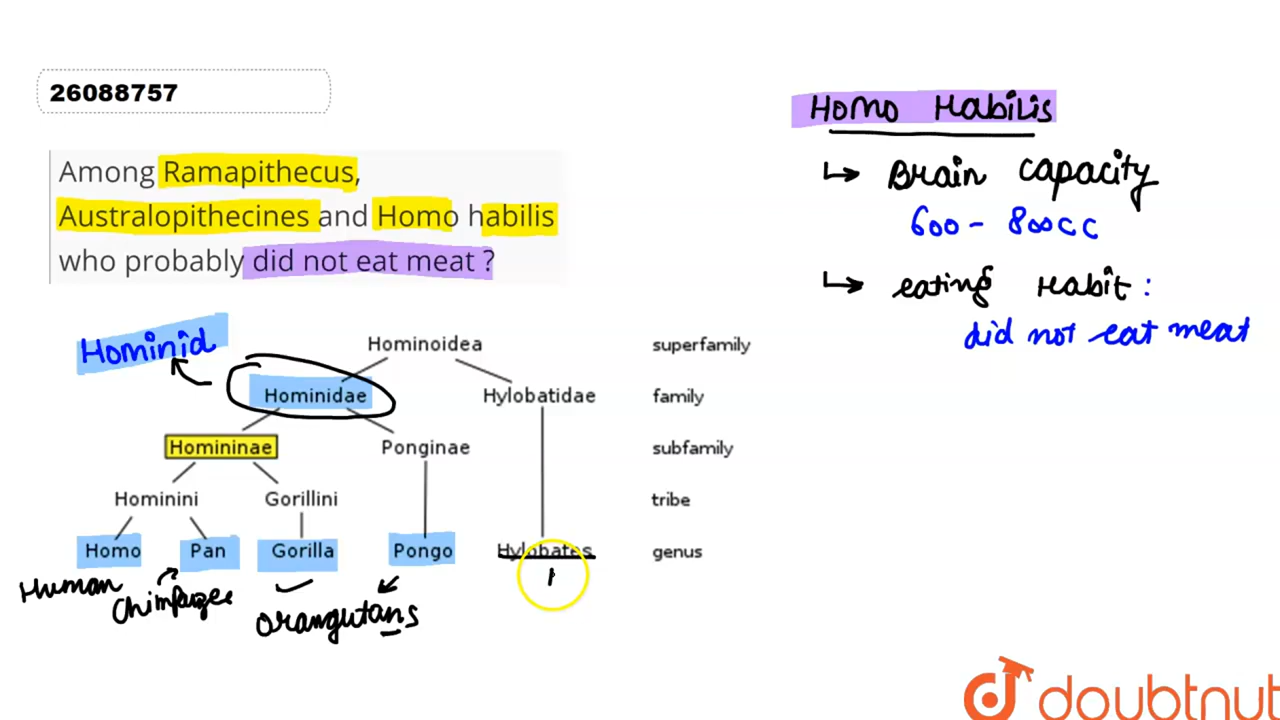 26088757
Among Ramapithecus,
Australopithecines and Homo habilis
who probably did not eat meat ?
Homo Habilis
↳ Brain capacity
600 - 800cc
↳ eating Habit :
did not eat meat
Hominid
Hominoidea superfamily
Hominidae Hylobatidae family
Homininae Ponginae subfamily
Hominini Gorillini tribe
Homo Pan Gorilla Pongo Hylobates genus
Human Chimpanzee Orangutans
doubtnut